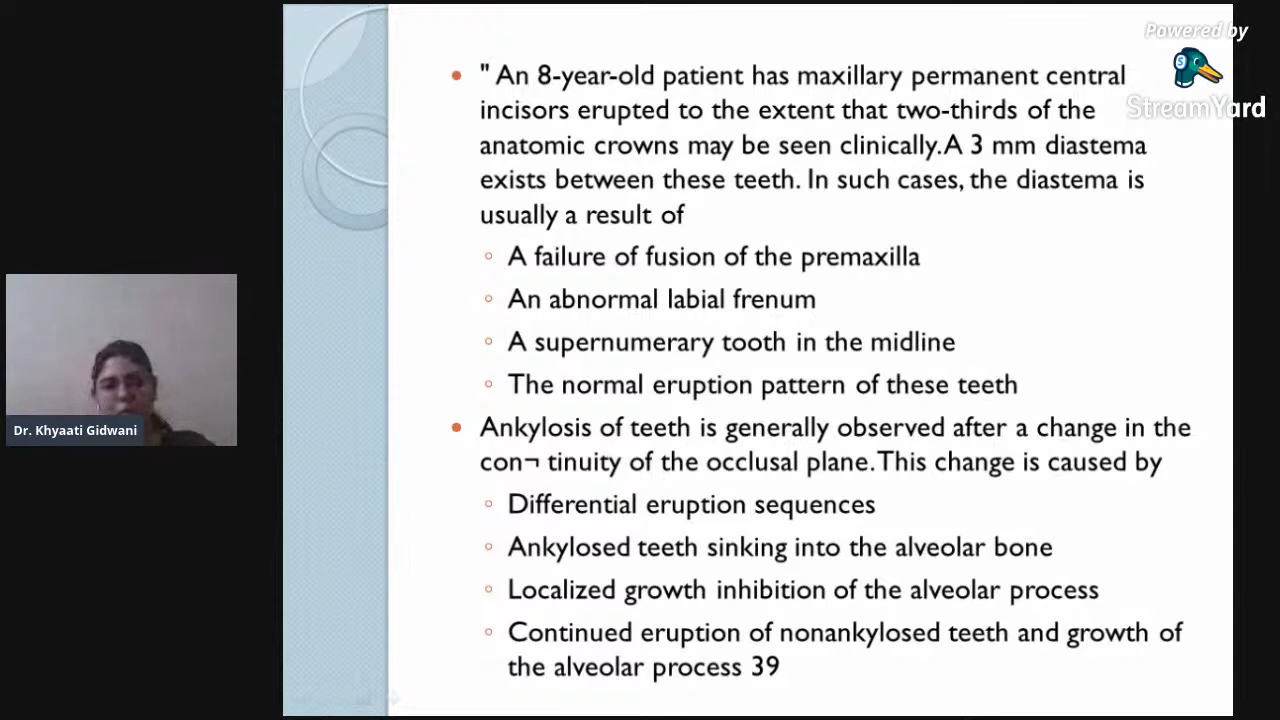 Powered by
StreamYard
" An 8-year-old patient has maxillary permanent central
incisors erupted to the extent that two-thirds of the
anatomic crowns may be seen clinically. A 3 mm diastema
exists between these teeth. In such cases, the diastema is
usually a result of
A failure of fusion of the premaxilla
An abnormal labial frenum
A supernumerary tooth in the midline
The normal eruption pattern of these teeth
Ankylosis of teeth is generally observed after a change in the
con¬ tinuity of the occlusal plane. This change is caused by
Differential eruption sequences
Ankylosed teeth sinking into the alveolar bone
Localized growth inhibition of the alveolar process
Continued eruption of nonankylosed teeth and growth of
the alveolar process 39
Dr. Khyaati Gidwani